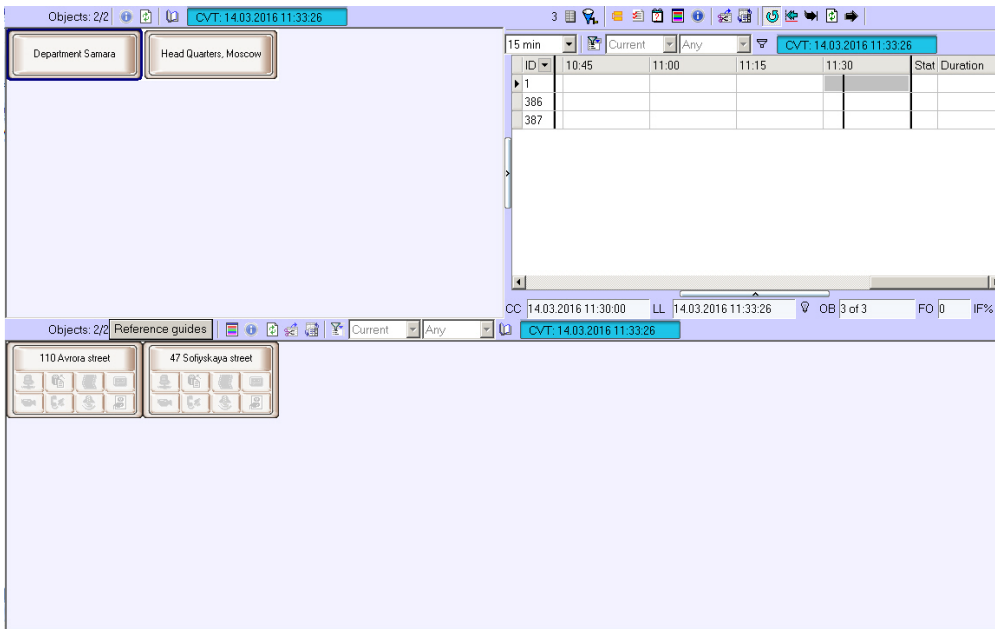 Objects: 2/2 CVT: 14.03.2016 11:33:26
Department Samara Head Quarters, Moscow
3
15 min Current Any CVT: 14.03.2016 11:33:26
ID 10:45 11:00 11:15 11:30 Stat Duration
1
386
387
CC 14.03.2016 11:30:00 LL 14.03.2016 11:33:26 OB 3 of 3 FO 0 IF%
Objects: 2/2 Reference guides Current Any CVT: 14.03.2016 11:33:26
110 Avrora street 47 Sofiyskaya street